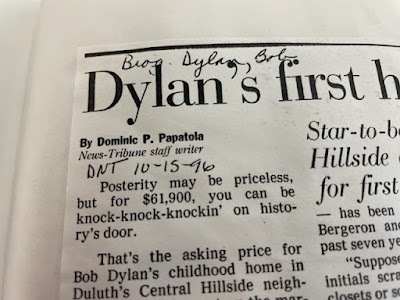 Biog. Dylan, Bob
Dylan's first h
By Dominic P. Papatola
News-Tribune staff writer
DNT 10-15-96
Posterity may be priceless,
but for $61,900, you can be
knock-knock-knockin' on histo-
ry's door.
That's the asking price for
Bob Dylan's childhood home in
Duluth's Central Hillside neigh-
Star-to-b
Hillside
for first
— has been
Bergeron and
past seven ye
"Suppose
initials scra
closets or s